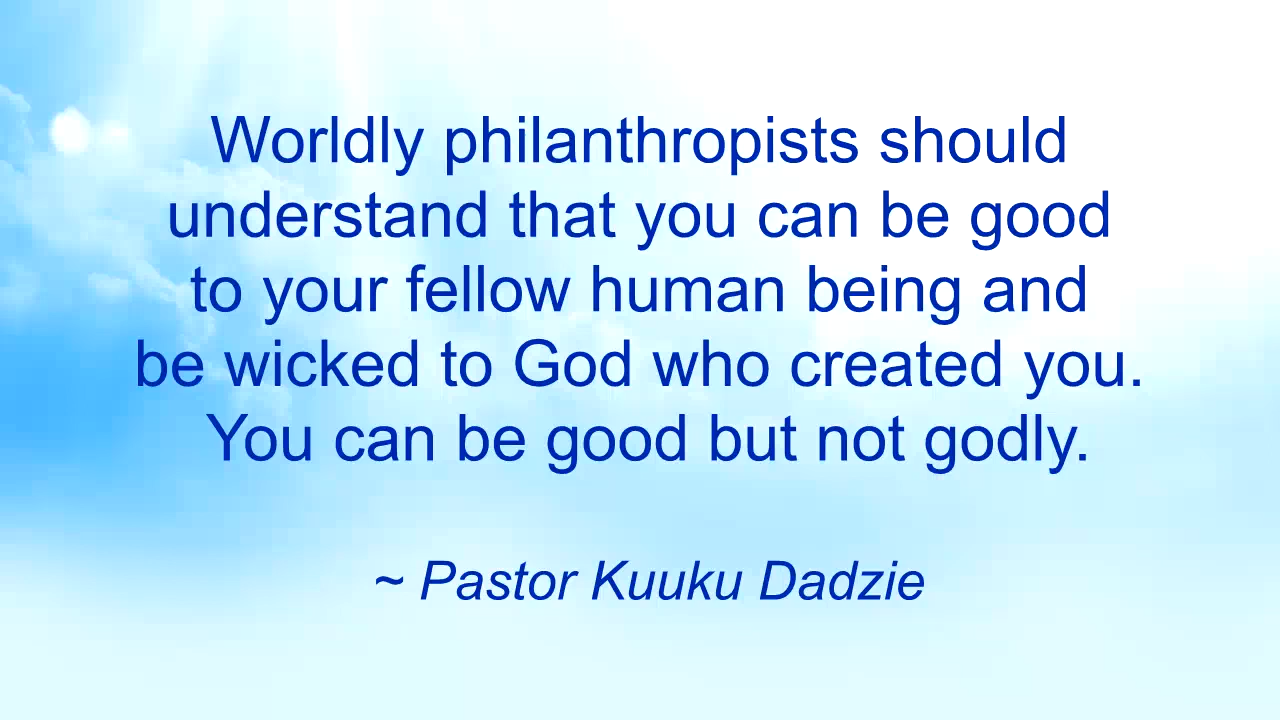 Worldly philanthropists should
understand that you can be good
to your fellow human being and
be wicked to God who created you.
You can be good but not godly.
~ Pastor Kuuku Dadzie